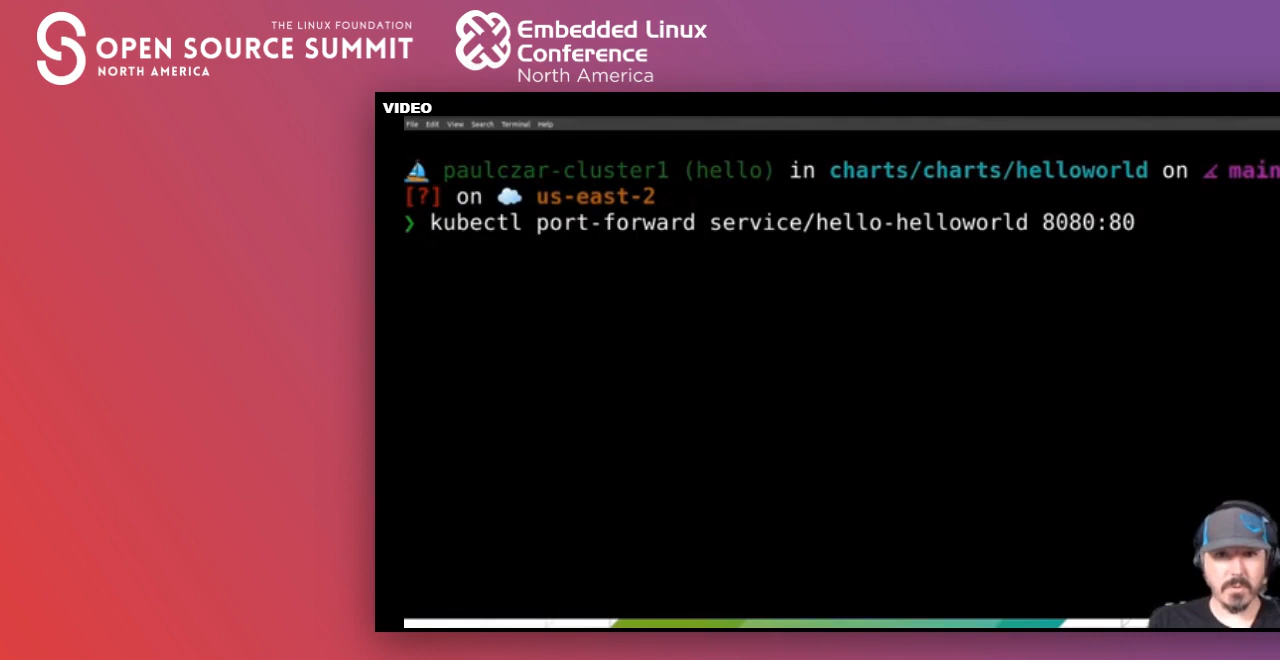 THE LINUX FOUNDATION
OPEN SOURCE SUMMIT
NORTH AMERICA
Embedded Linux
Conference
North America
VIDEO
File Edit View Search Terminal Help
paulczar-cluster1 (hello) in charts/charts/helloworld on main
[?] on us-east-2
❯ kubectl port-forward service/hello-helloworld 8080:80